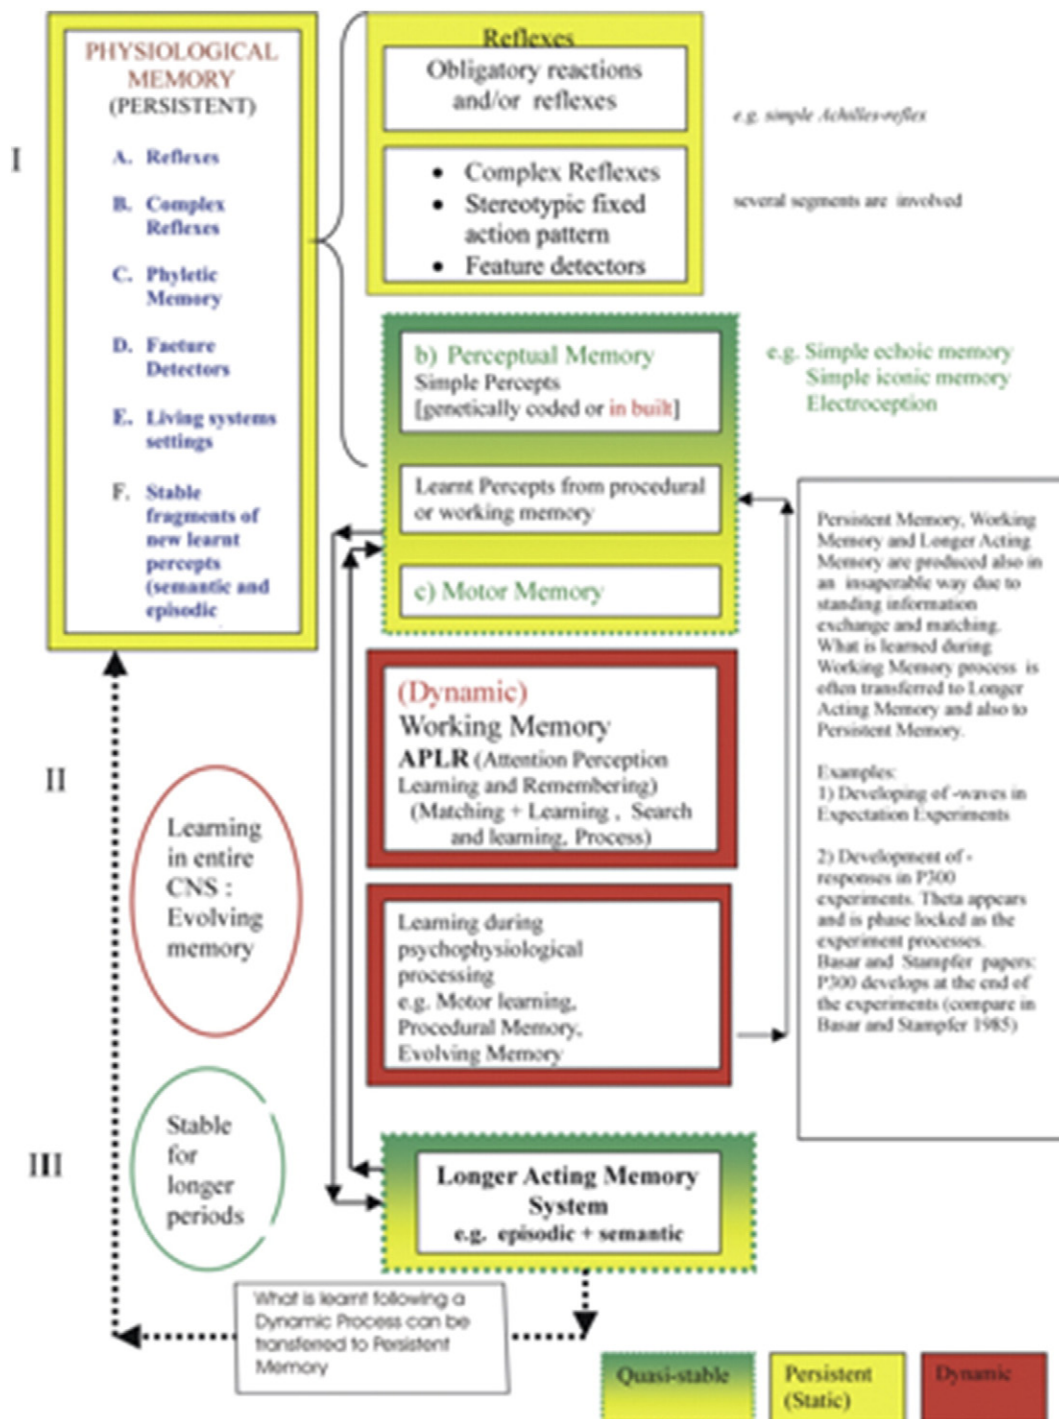 I
PHYSIOLOGICAL
MEMORY
(PERSISTENT)
A. Reflexes
B. Complex
Reflexes
C. Phyletic
Memory
D. Facture
Detectors
E. Living systems
settings
F. Stable
fragments of
new learnt
percepts
(semantic and
episodic
Reflexes
Obligatory reactions
and/or reflexes
e.g. simple Achilles-reflex
• Complex Reflexes
• Stereotypic fixed
action pattern
• Feature detectors
several segments are involved
b) Perceptual Memory
Simple Percepts
[genetically coded or in built]
e.g. Simple echoic memory
Simple iconic memory
Electroception
Learnt Percepts from procedural
or working memory
c) Motor Memory
II
(Dynamic)
Working Memory
APLR (Attention Perception
Learning and Remembering)
(Matching + Learning , Search
and learning, Process)
Learning
in entire
CNS :
Evolving
memory
Learning during
psychophysiological
processing
e.g. Motor learning,
Procedural Memory,
Evolving Memory
Persistent Memory, Working
Memory and Longer Acting
Memory are produced also in
an insaperable way due to
standing information
exchange and matching.
What is learned during
Working Memory process is
often transferred to Longer
Acting Memory and also to
Persistent Memory.
Examples:
1) Developing of -waves in
Expectation Experiments
2) Development of -
responses in P300
experiments. Theta appears
and is phase locked as the
experiment processes.
Basar and Stampfer papers:
P300 develops at the end of
the experiments (compare in
Basar and Stampfer 1985)
III
Stable
for
longer
periods
Longer Acting Memory
System
e.g. episodic + semantic
What is learnt following a
Dynamic Process can be
transferred to Persistent
Memory
Quasi-stable
Persistent
(Static)
Dynamic